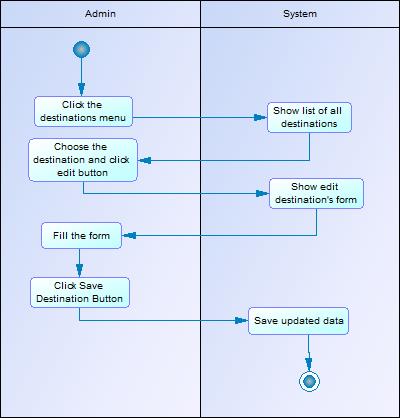 Admin
System
Click the
destinations menu
Show list of all
destinations
Choose the
destination and click
edit button
Show edit
destination's form
Fill the form
Click Save
Destination Button
Save updated data